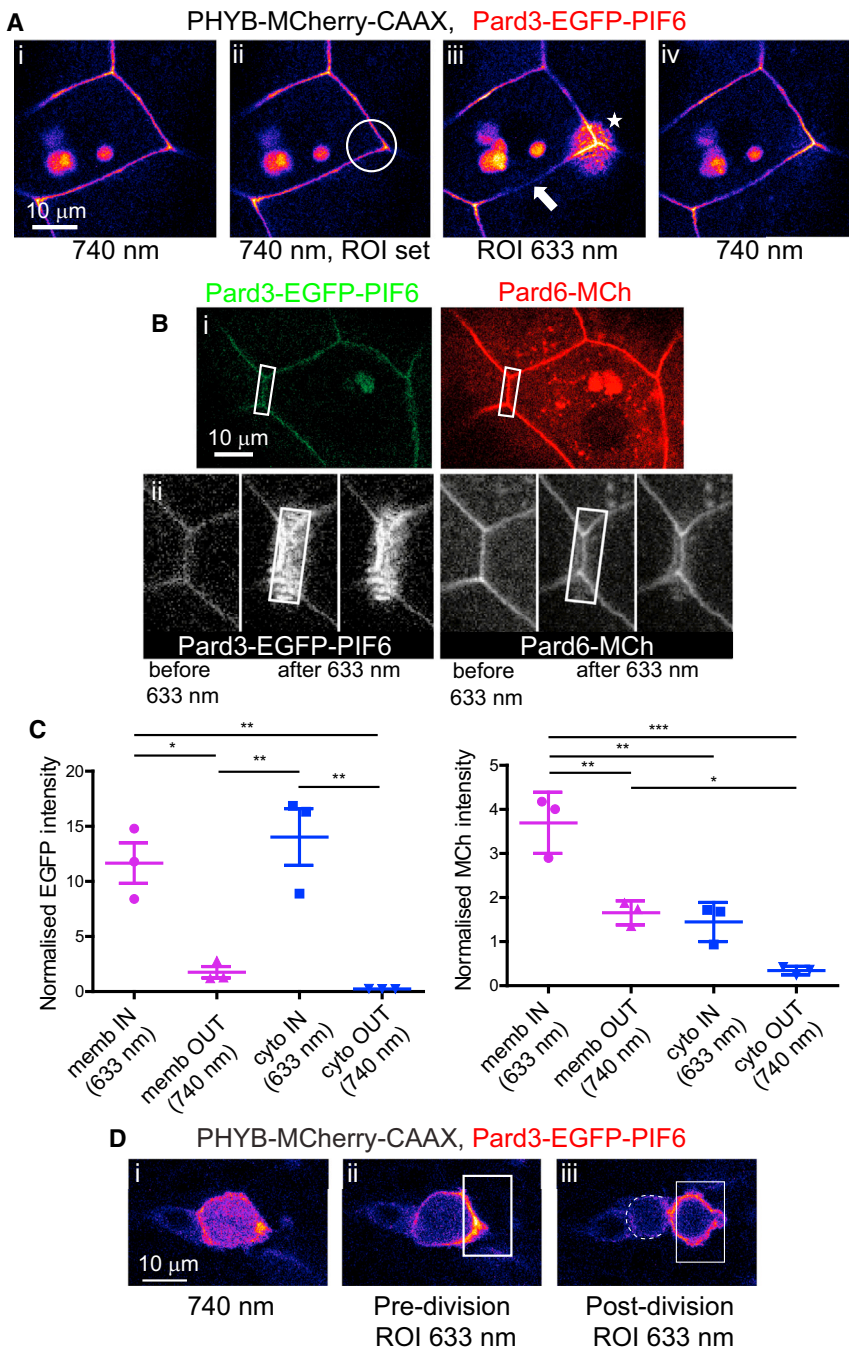 A
PHYB-MCherry-CAAX, Pard3-EGFP-PIF6
i
ii
iii
iv
10 μm
740 nm
740 nm, ROI set
ROI 633 nm
740 nm
B
Pard3-EGFP-PIF6
Pard6-MCh
i
10 μm
ii
Pard3-EGFP-PIF6
Pard6-MCh
before 633 nm
after 633 nm
before 633 nm
after 633 nm
C
**
*
**
**
Normalised EGFP intensity
20
15
10
5
0
memb IN (633 nm)
memb OUT (740 nm)
cyto IN (633 nm)
cyto OUT (740 nm)
***
**
**
*
Normalised MCh intensity
5
4
3
2
1
0
memb IN (633 nm)
memb OUT (740 nm)
cyto IN (633 nm)
cyto OUT (740 nm)
D
PHYB-MCherry-CAAX, Pard3-EGFP-PIF6
i
ii
iii
10 μm
740 nm
Pre-division
ROI 633 nm
Post-division
ROI 633 nm